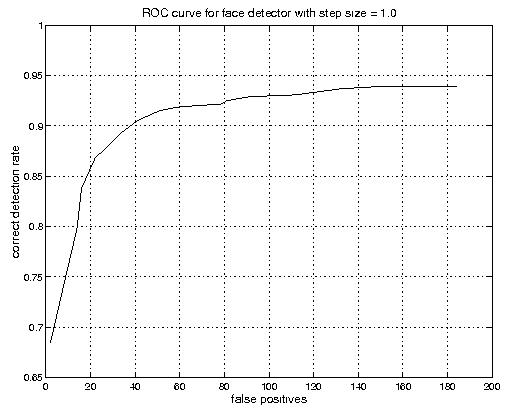 ROC curve for face detector with step size = 1.0
1
0.95
0.9
0.85
0.8
0.75
0.7
0.65
correct detection rate
0 20 40 60 80 100 120 140 160 180 200
false positives